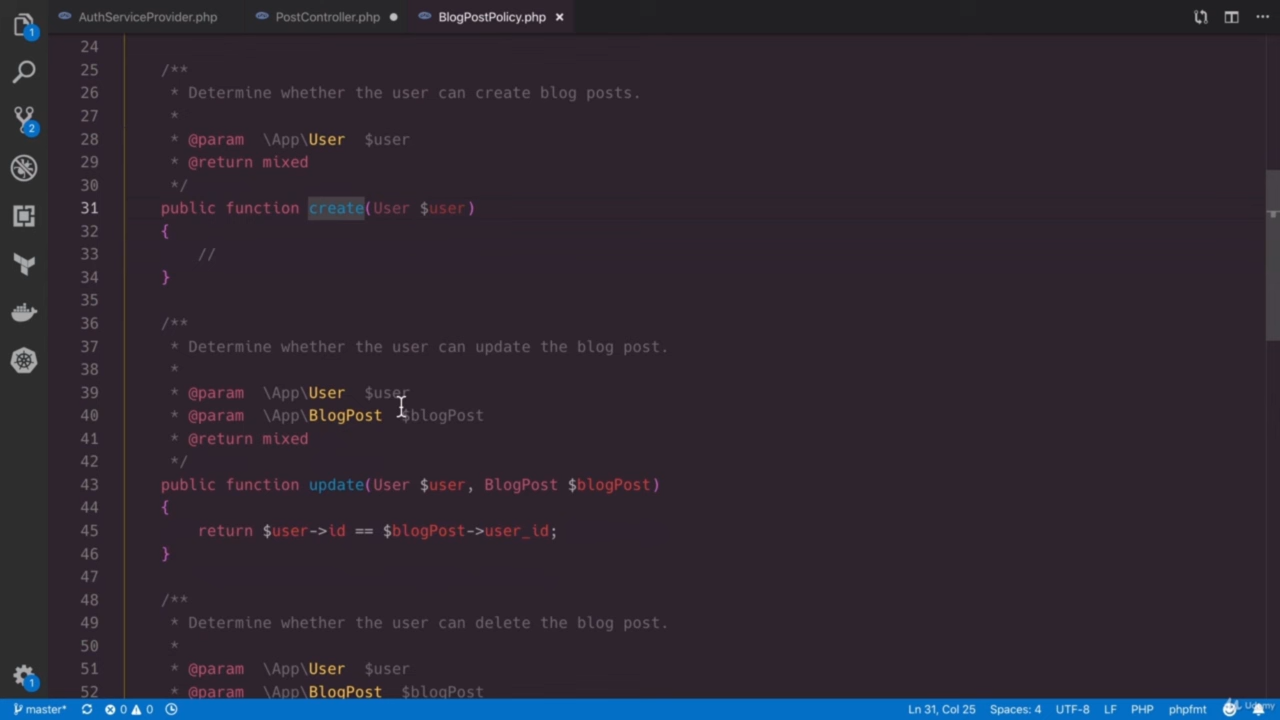 AuthServiceProvider.php PostController.php BlogPostPolicy.php
24
25 /**
26 * Determine whether the user can create blog posts.
27 *
28 * @param \App\User $user
29 * @return mixed
30 */
31 public function create(User $user)
32 {
33 //
34 }
35
36 /**
37 * Determine whether the user can update the blog post.
38 *
39 * @param \App\User $user
40 * @param \App\BlogPost $blogPost
41 * @return mixed
42 */
43 public function update(User $user, BlogPost $blogPost)
44 {
45 return $user->id == $blogPost->user_id;
46 }
47
48 /**
49 * Determine whether the user can delete the blog post.
50 *
51 * @param \App\User $user
52 * @param \App\BlogPost $blogPost
1
2
1
master* 0 0 Ln 31, Col 25 Spaces: 4 UTF-8 LF PHP phpfmt Udemy